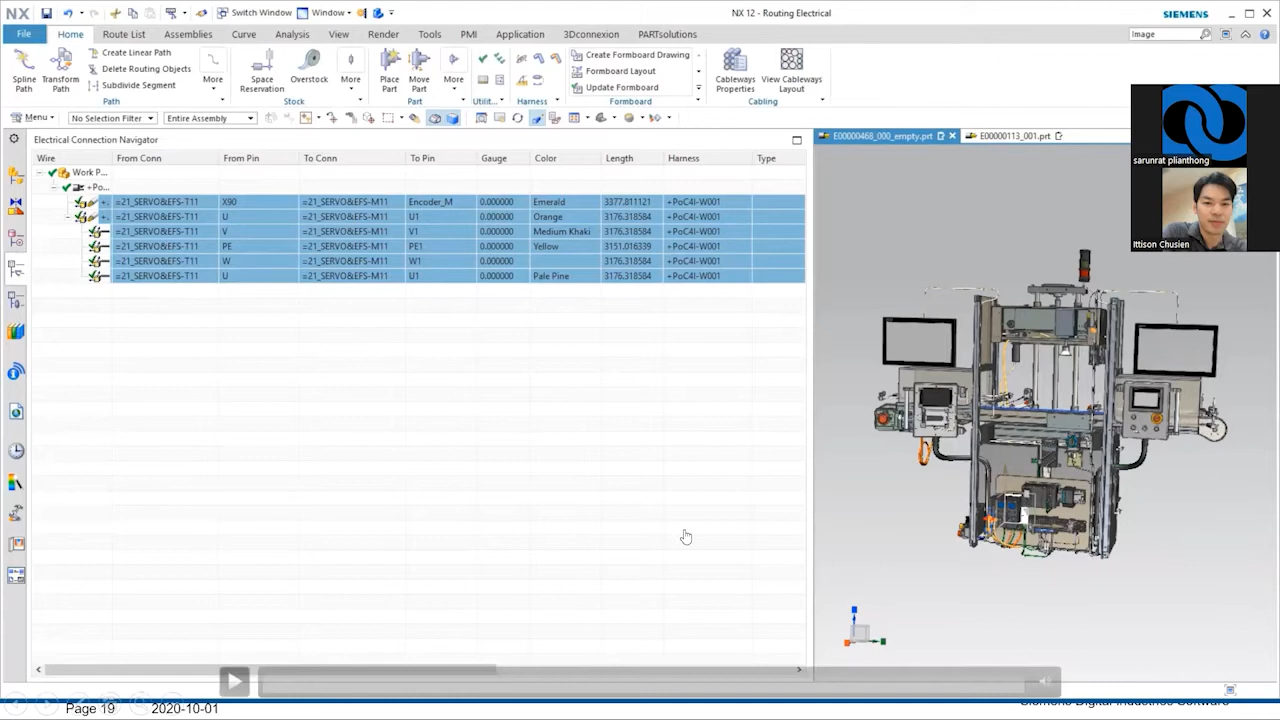 NX
Switch Window
Window
NX 12 - Routing Electrical
SIEMENS
File Home Route List Assemblies Curve Analysis View Render Tools PMI Application 3Dconnexion PARTsolutions
Image
Spline Path
Transform Path
Create Linear Path
Delete Routing Objects
Subdivide Segment
More
Path
Space Reservation
Overstock
More
Stock
Place Part
Move Part
More
Part
Utilit...
Harness
Create Formboard Drawing
Formboard Layout
Update Formboard
Formboard
Cableways Properties
View Cableways Layout
Cabling
Menu
No Selection Filter
Entire Assembly
Electrical Connection Navigator
E00000468_000_empty.prt
E00000113_001.prt
Wire From Conn From Pin To Conn To Pin Gauge Color Length Harness Type
Work P...
+Po...
=21_SERVO&EFS-T11 X90 =21_SERVO&EFS-M11 Encoder_M 0.000000 Emerald 3377.811121 +PoC4I-W001
=21_SERVO&EFS-T11 U =21_SERVO&EFS-M11 U1 0.000000 Orange 3176.318584 +PoC4I-W001
=21_SERVO&EFS-T11 V =21_SERVO&EFS-M11 V1 0.000000 Medium Khaki 3176.318584 +PoC4I-W001
=21_SERVO&EFS-T11 PE =21_SERVO&EFS-M11 PE1 0.000000 Yellow 3151.016339 +PoC4I-W001
=21_SERVO&EFS-T11 W =21_SERVO&EFS-M11 W1 0.000000 3176.318584 +PoC4I-W001
=21_SERVO&EFS-T11 U =21_SERVO&EFS-M11 U1 0.000000 Pale Pine 3176.318584 +PoC4I-W001
sarunrat plianthong
Ittison Chusien
Page 19 2020-10-01
Siemens Digital Industries Software